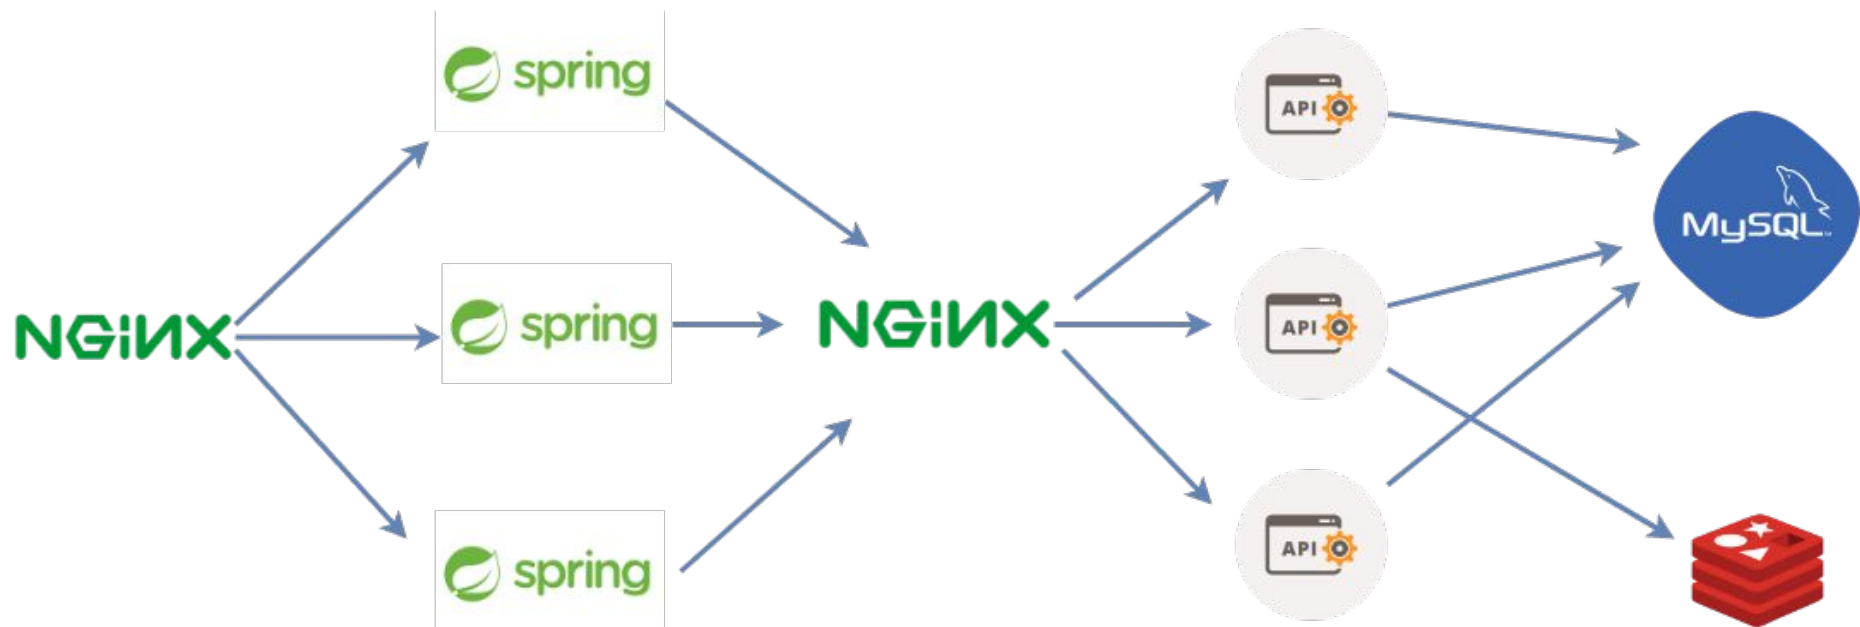 spring
API
NGiNX
spring
NGiNX
API
MySQL
spring
API